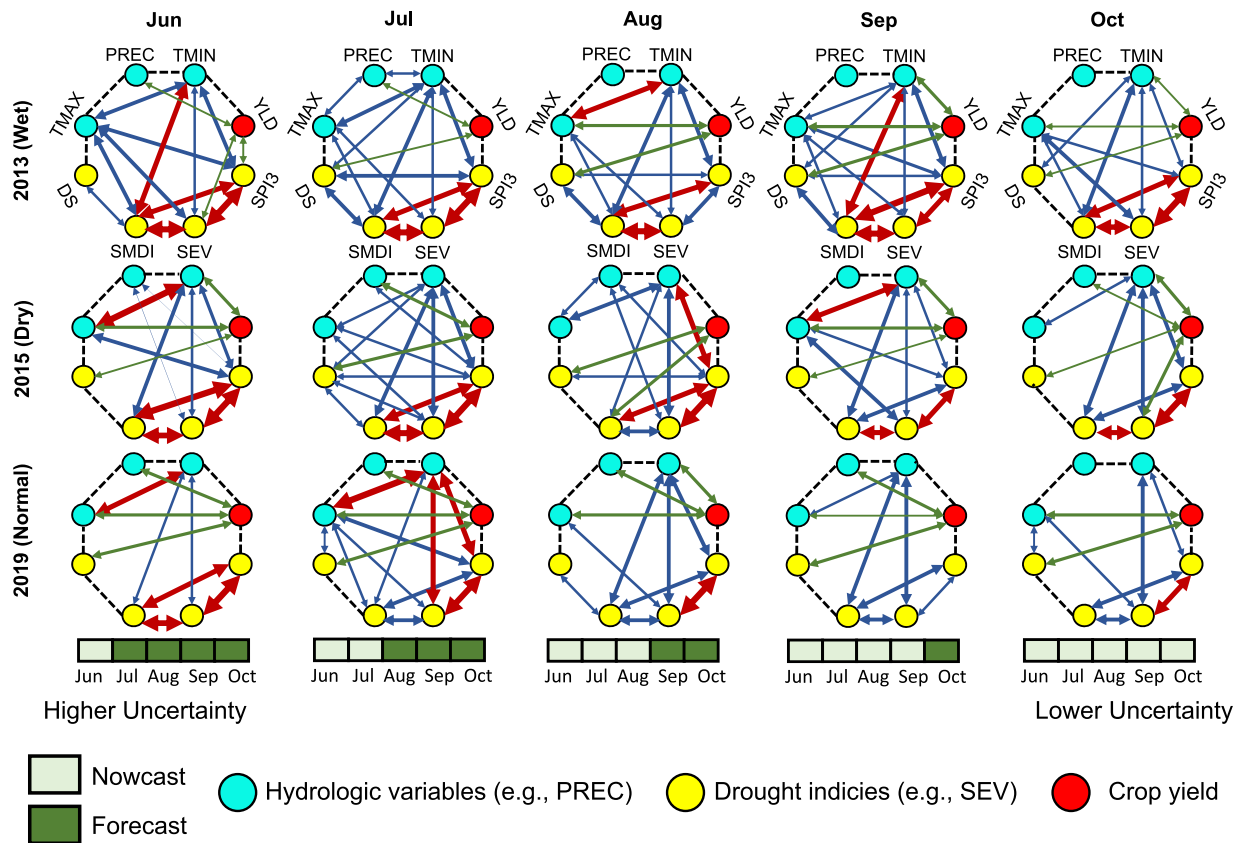 Jun Jul Aug Sep Oct
2013 (Wet)
PREC TMIN PREC TMIN PREC TMIN PREC TMIN PREC TMIN
TMAX YLD TMAX YLD TMAX YLD TMAX YLD TMAX YLD
DS SPI3 DS SPI3 DS SPI3 DS SPI3 DS SPI3
SMDI SEV SMDI SEV SMDI SEV SMDI SEV SMDI SEV
2015 (Dry)
2019 (Normal)
Jun Jul Aug Sep Oct Jun Jul Aug Sep Oct Jun Jul Aug Sep Oct Jun Jul Aug Sep Oct Jun Jul Aug Sep Oct
Higher Uncertainty Lower Uncertainty
Nowcast
Hydrologic variables (e.g., PREC) Drought indicies (e.g., SEV) Crop yield
Forecast